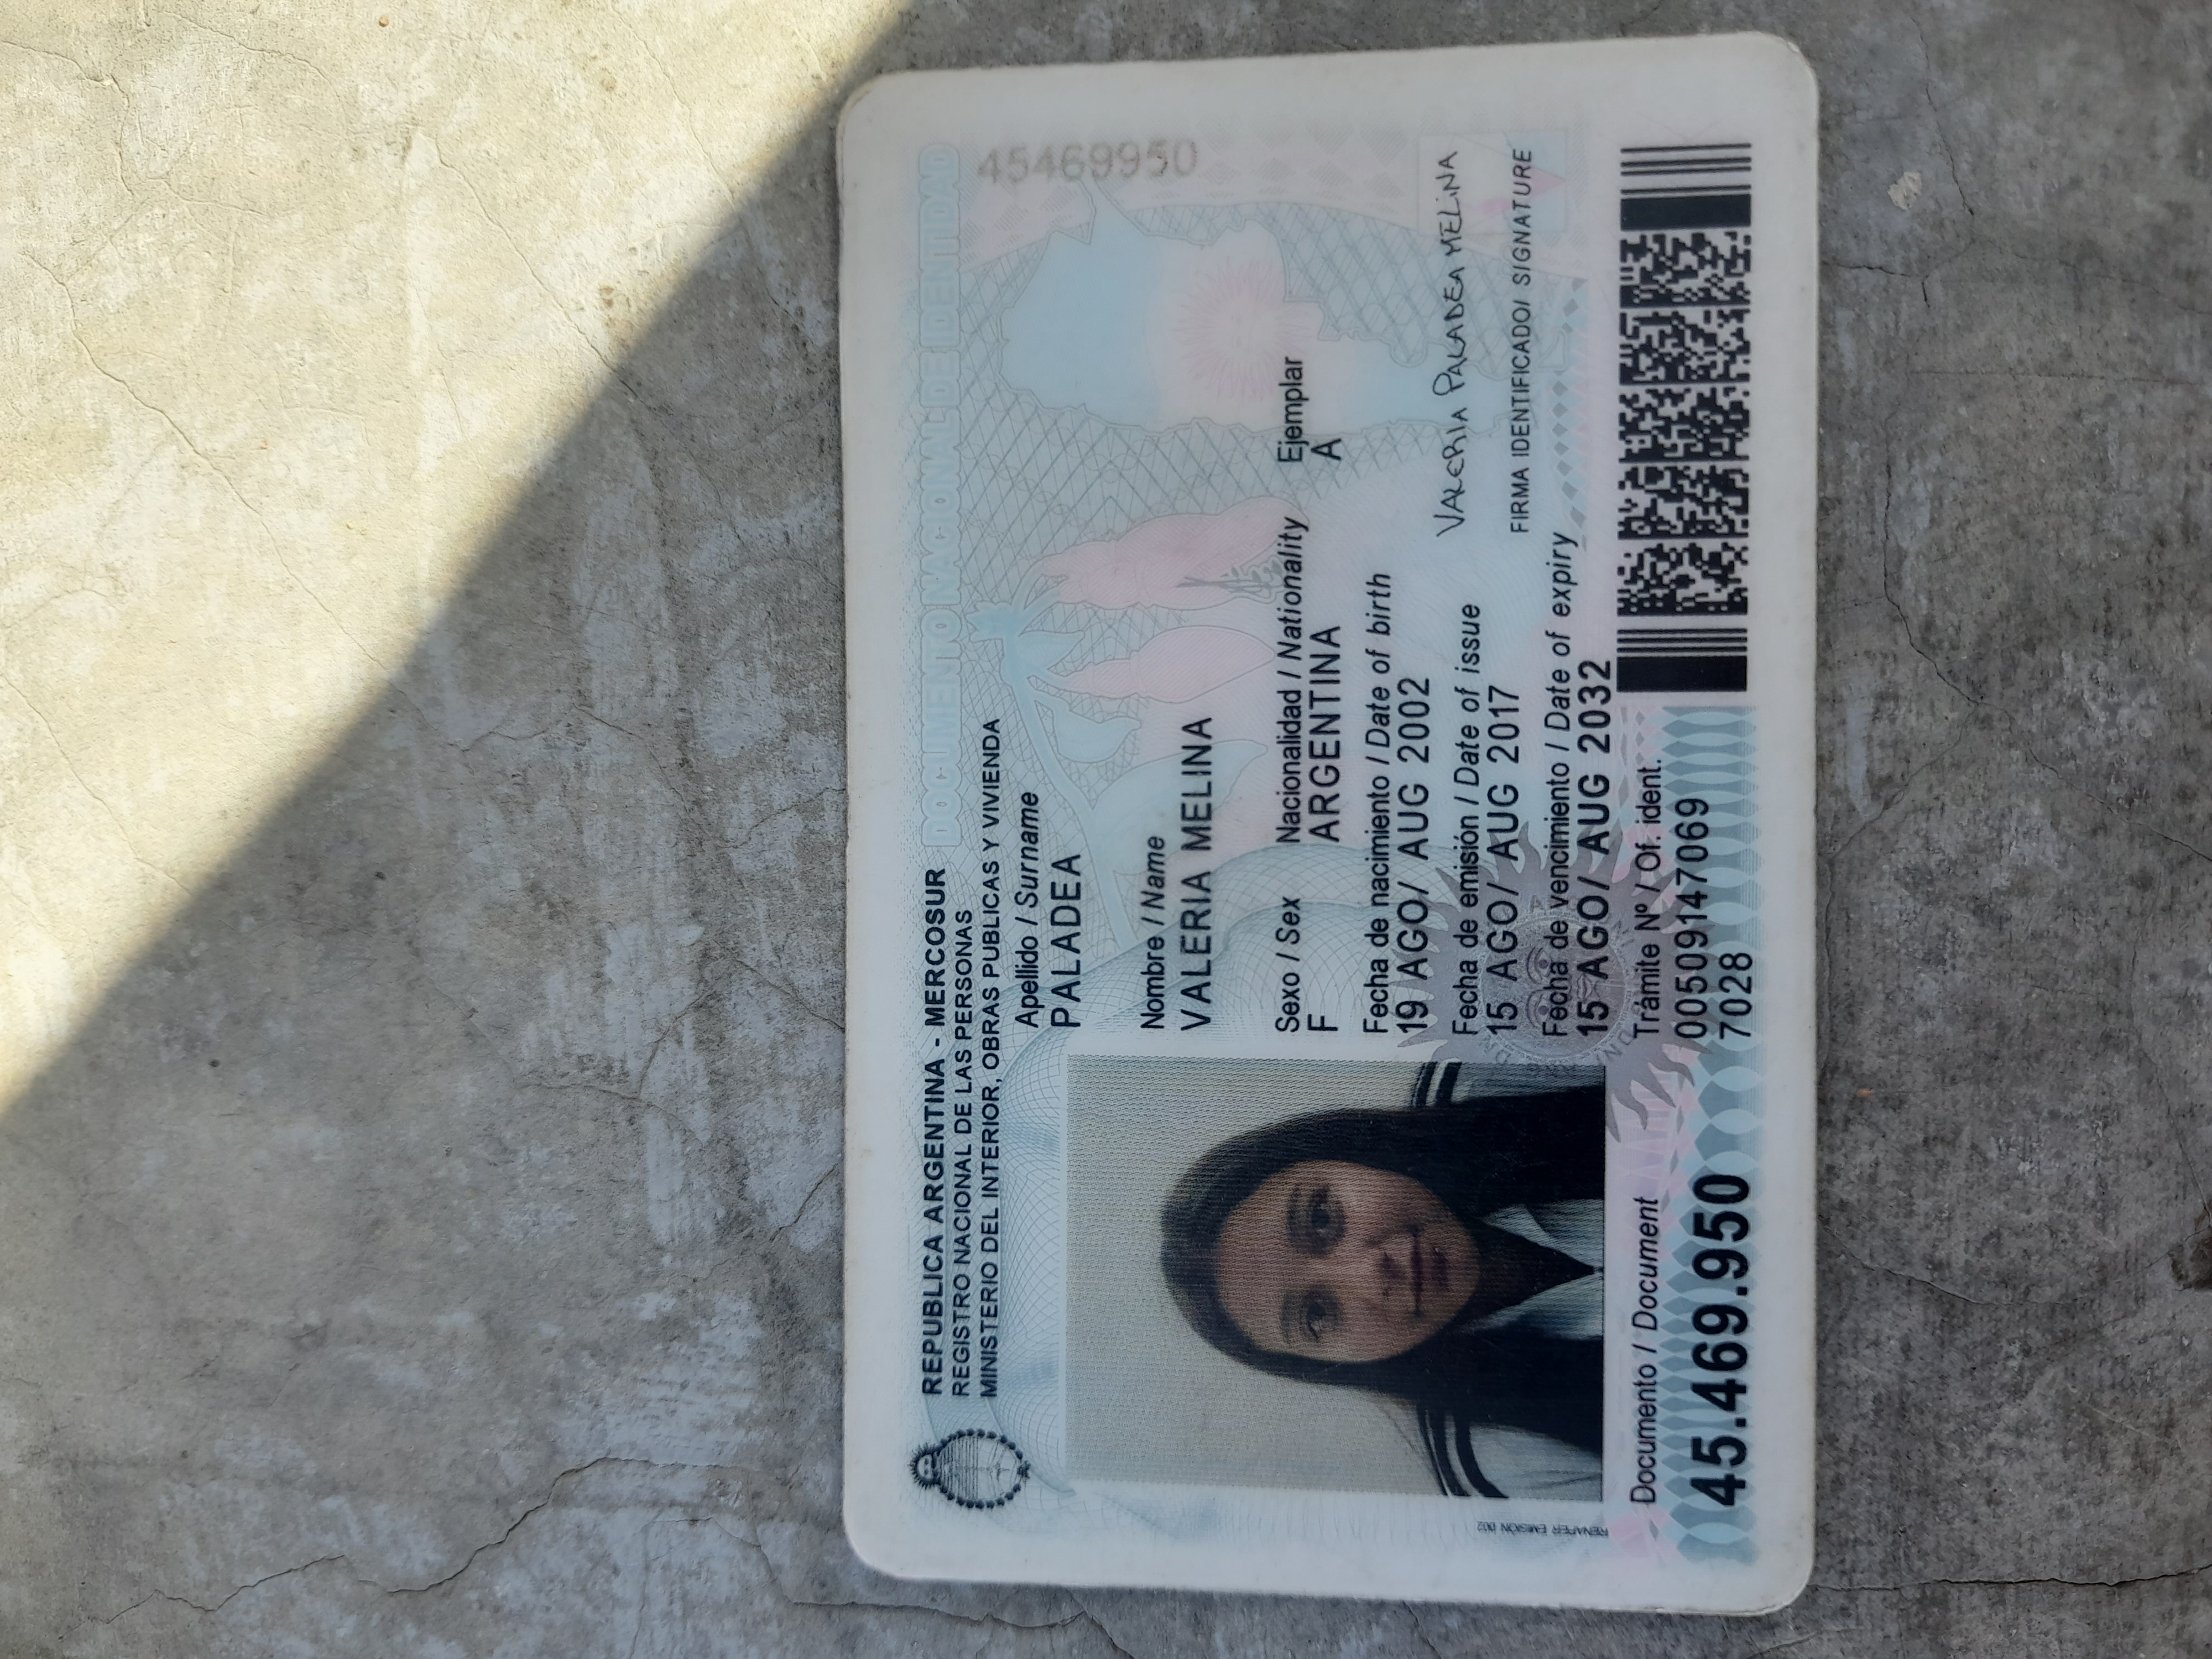 REPUBLICA ARGENTINA - MERCOSUR
DOCUMENTO NACIONAL DE IDENTIDAD
REGISTRO NACIONAL DE LAS PERSONAS
MINISTERIO DEL INTERIOR, OBRAS PUBLICAS Y VIVIENDA
Apellido / Surname
PALADEA
Nombre / Name
VALERIA MELINA
Sexo / Sex Nacionalidad / Nationality Ejemplar
F ARGENTINA A
Fecha de nacimiento / Date of birth
19 AGO/ AUG 2002
Fecha de emisión / Date of issue
15 AGO/ AUG 2017
Fecha de vencimiento / Date of expiry
15 AGO/ AUG 2032
VALERIA PALADEA MELINA
FIRMA IDENTIFICADO/ SIGNATURE
45469950
RENAPER EMISIÓN 002
Documento / Document
45.469.950
Trámite Nº / Of. ident.
00509147069
7028